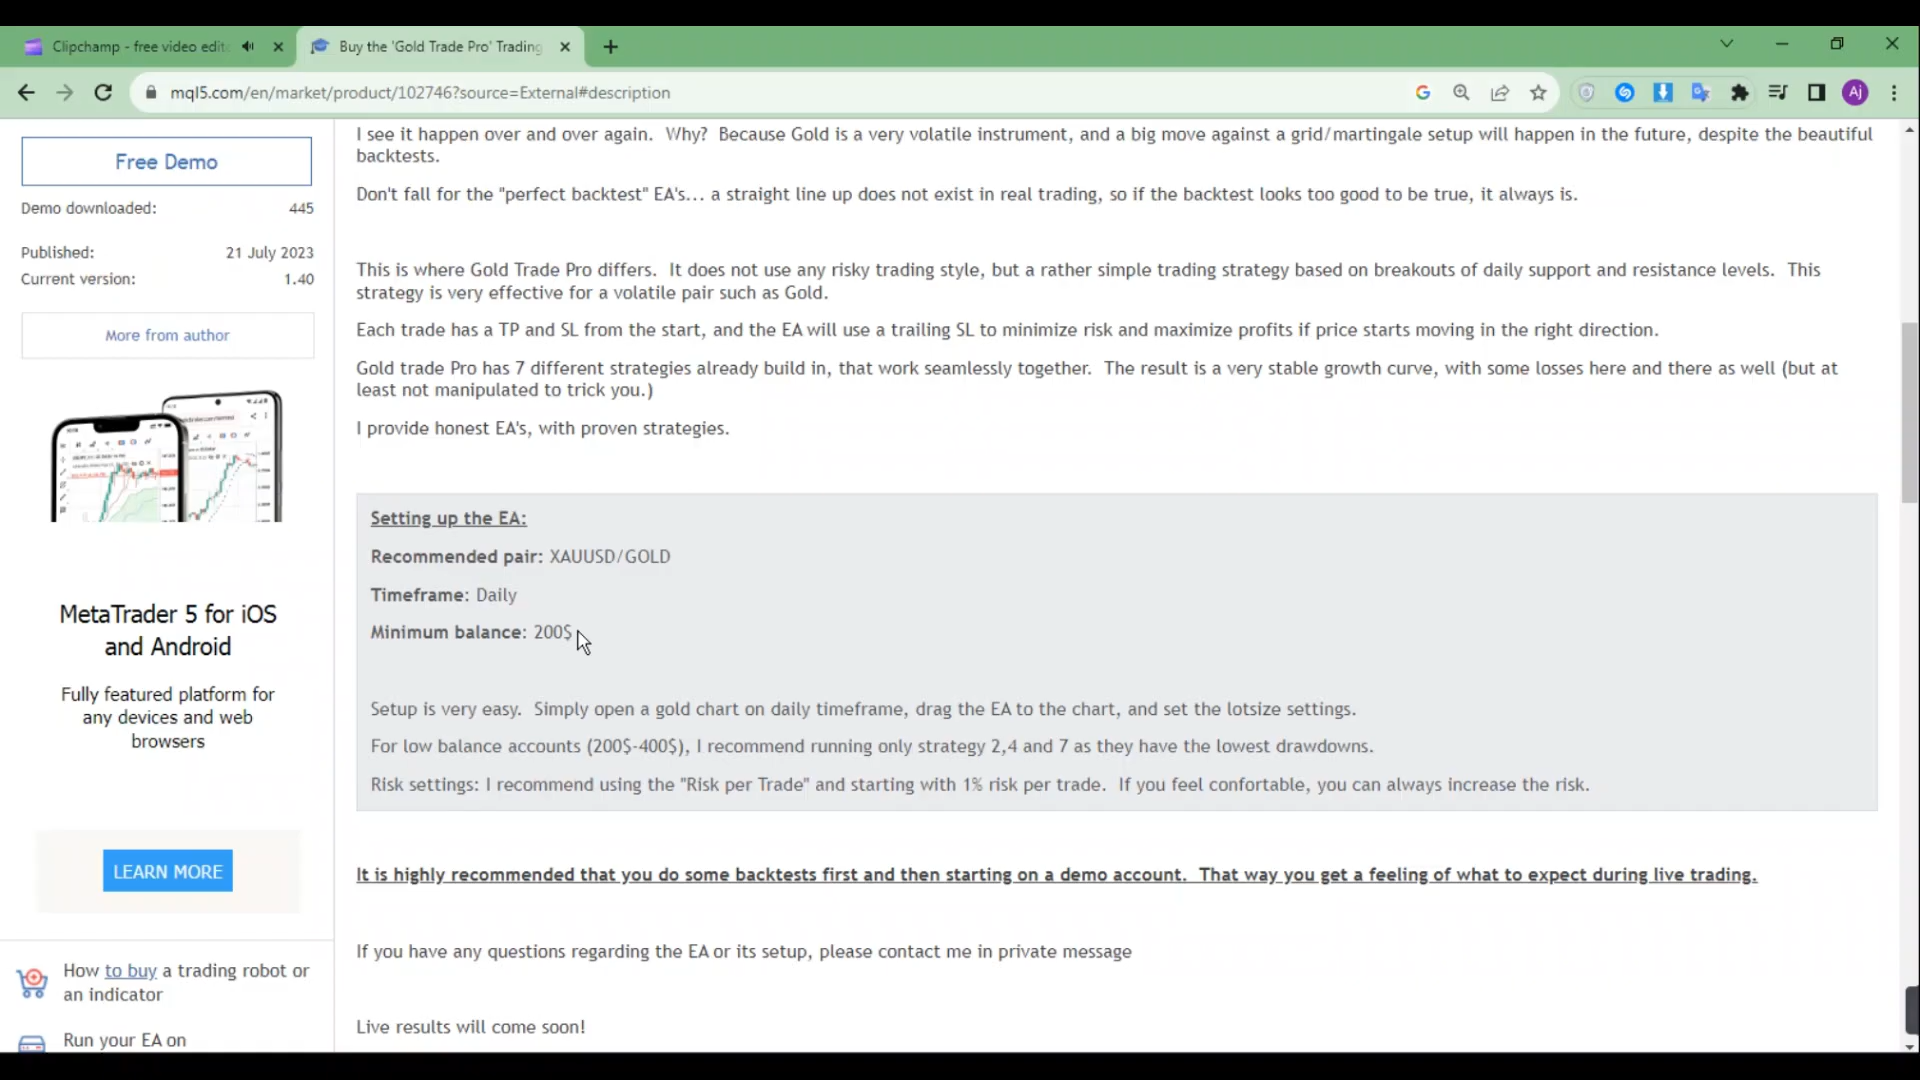 Clipchamp - free video edit
Buy the 'Gold Trade Pro' Trading
mql5.com/en/market/product/102746?source=External#description
Aj
Free Demo
Demo downloaded: 445
Published: 21 July 2023
Current version: 1.40
More from author
MetaTrader 5 for iOS
and Android
Fully featured platform for
any devices and web
browsers
LEARN MORE
How to buy a trading robot or
an indicator
Run your EA on
I see it happen over and over again.  Why?  Because Gold is a very volatile instrument, and a big move against a grid/martingale setup will happen in the future, despite the beautiful
backtests.
Don't fall for the "perfect backtest" EA's... a straight line up does not exist in real trading, so if the backtest looks too good to be true, it always is.
This is where Gold Trade Pro differs.  It does not use any risky trading style, but a rather simple trading strategy based on breakouts of daily support and resistance levels.  This
strategy is very effective for a volatile pair such as Gold.
Each trade has a TP and SL from the start, and the EA will use a trailing SL to minimize risk and maximize profits if price starts moving in the right direction.
Gold trade Pro has 7 different strategies already build in, that work seamlessly together.  The result is a very stable growth curve, with some losses here and there as well (but at
least not manipulated to trick you.)
I provide honest EA's, with proven strategies.
Setting up the EA:
Recommended pair: XAUUSD/GOLD
Timeframe: Daily
Minimum balance: 200$
Setup is very easy.  Simply open a gold chart on daily timeframe, drag the EA to the chart, and set the lotsize settings.
For low balance accounts (200$-400$), I recommend running only strategy 2,4 and 7 as they have the lowest drawdowns.
Risk settings: I recommend using the "Risk per Trade" and starting with 1% risk per trade.  If you feel confortable, you can always increase the risk.
It is highly recommended that you do some backtests first and then starting on a demo account.  That way you get a feeling of what to expect during live trading.
If you have any questions regarding the EA or its setup, please contact me in private message
Live results will come soon!